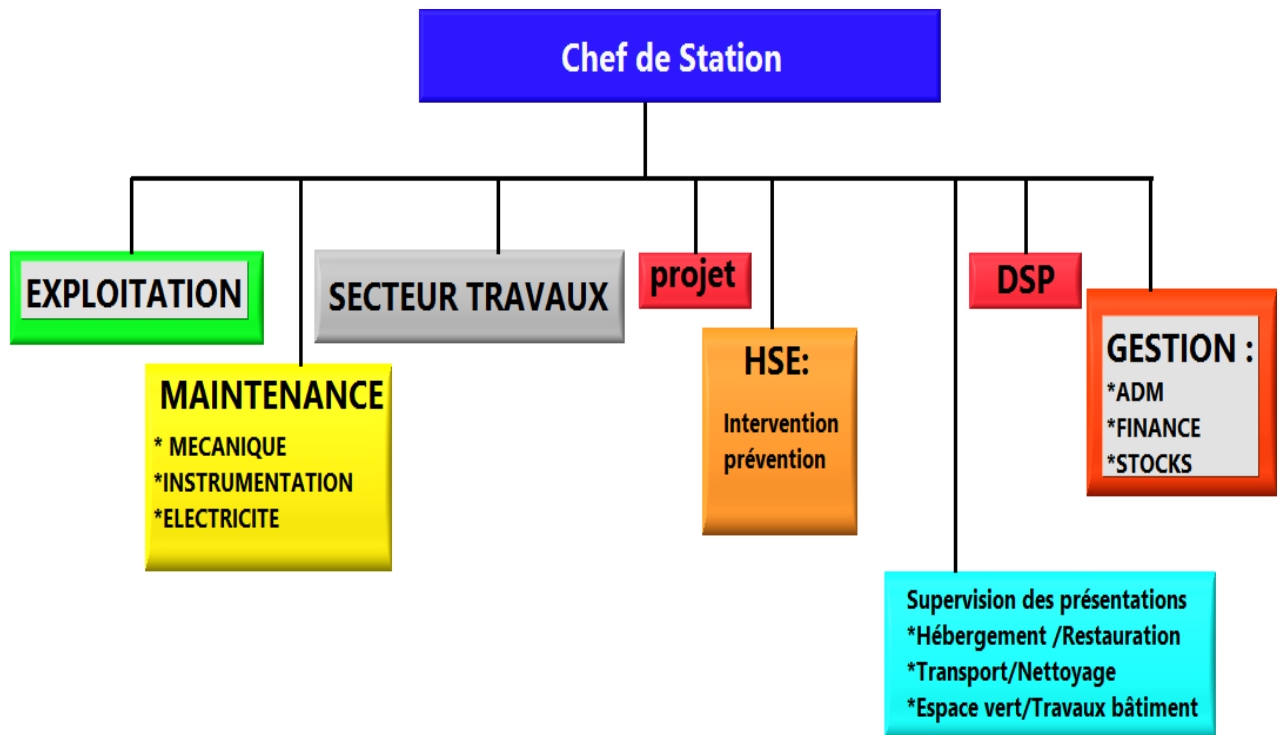 Chef de Station
EXPLOITATION
MAINTENANCE
* MECANIQUE
*INSTRUMENTATION
*ELECTRICITE
SECTEUR TRAVAUX
projet
HSE:
Intervention
prévention
Supervision des présentations
*Hébergement /Restauration
*Transport/Nettoyage
*Espace vert/Travaux bâtiment
DSP
GESTION :
*ADM
*FINANCE
*STOCKS